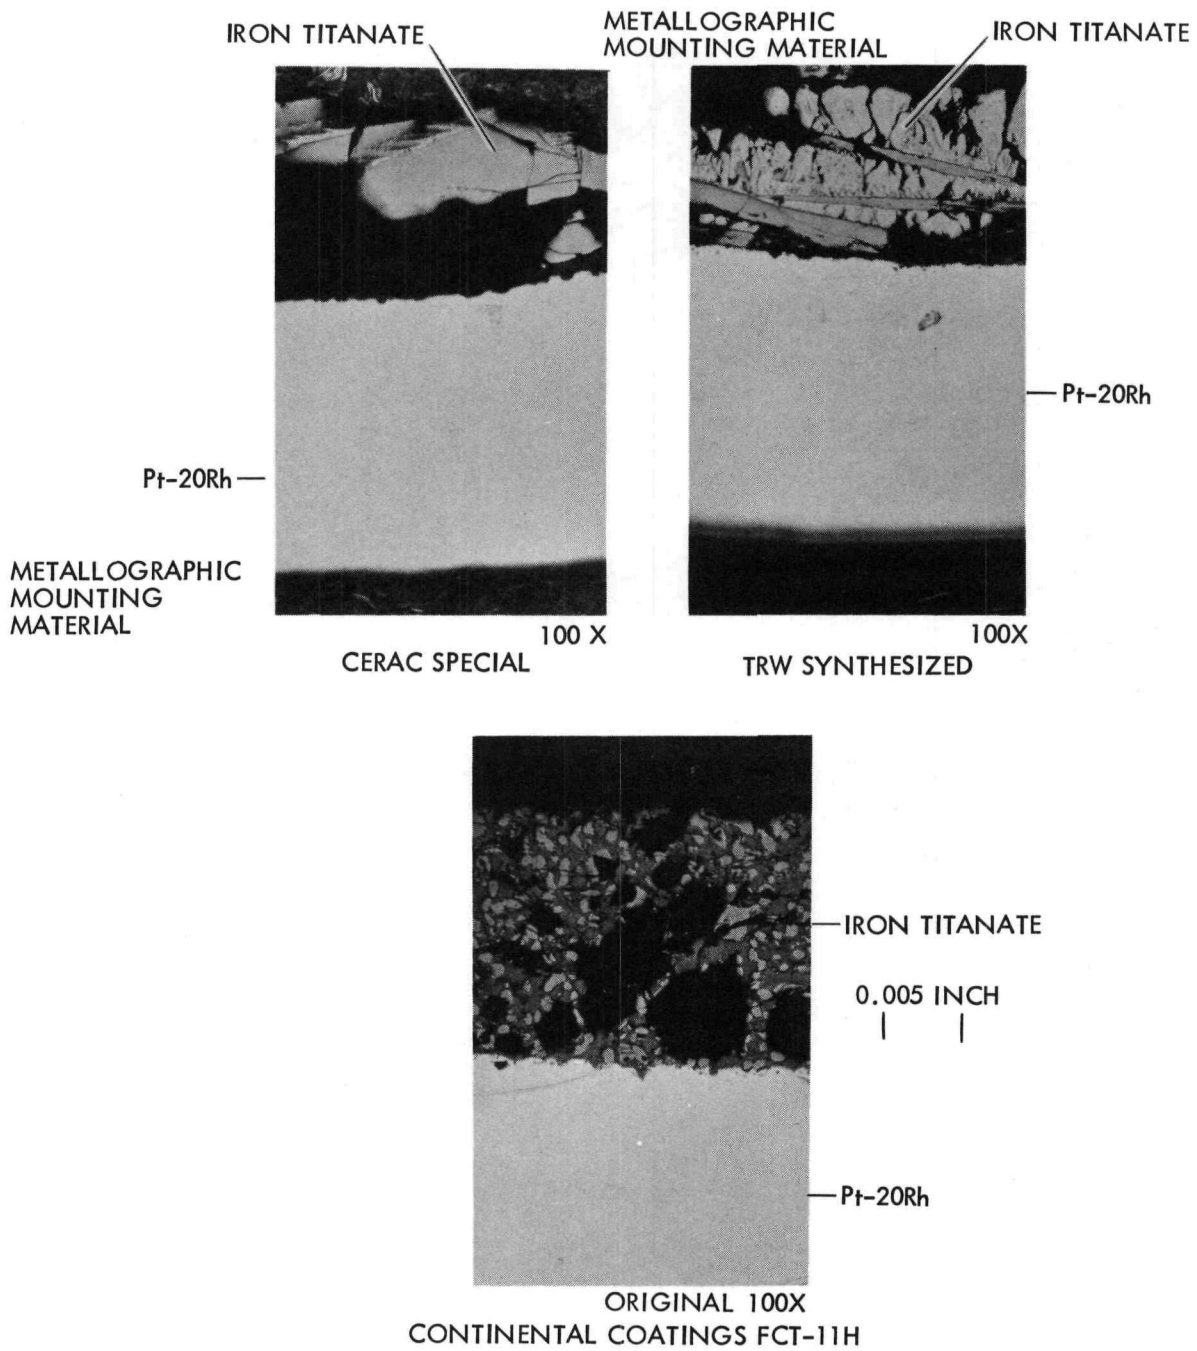 IRON TITANATE
METALLOGRAPHIC
MOUNTING MATERIAL
IRON TITANATE
Pt-20Rh
Pt-20Rh
METALLOGRAPHIC
MOUNTING
MATERIAL
100 X
CERAC SPECIAL
100X
TRW SYNTHESIZED
IRON TITANATE
0.005 INCH
Pt-20Rh
ORIGINAL 100X
CONTINENTAL COATINGS FCT-11H